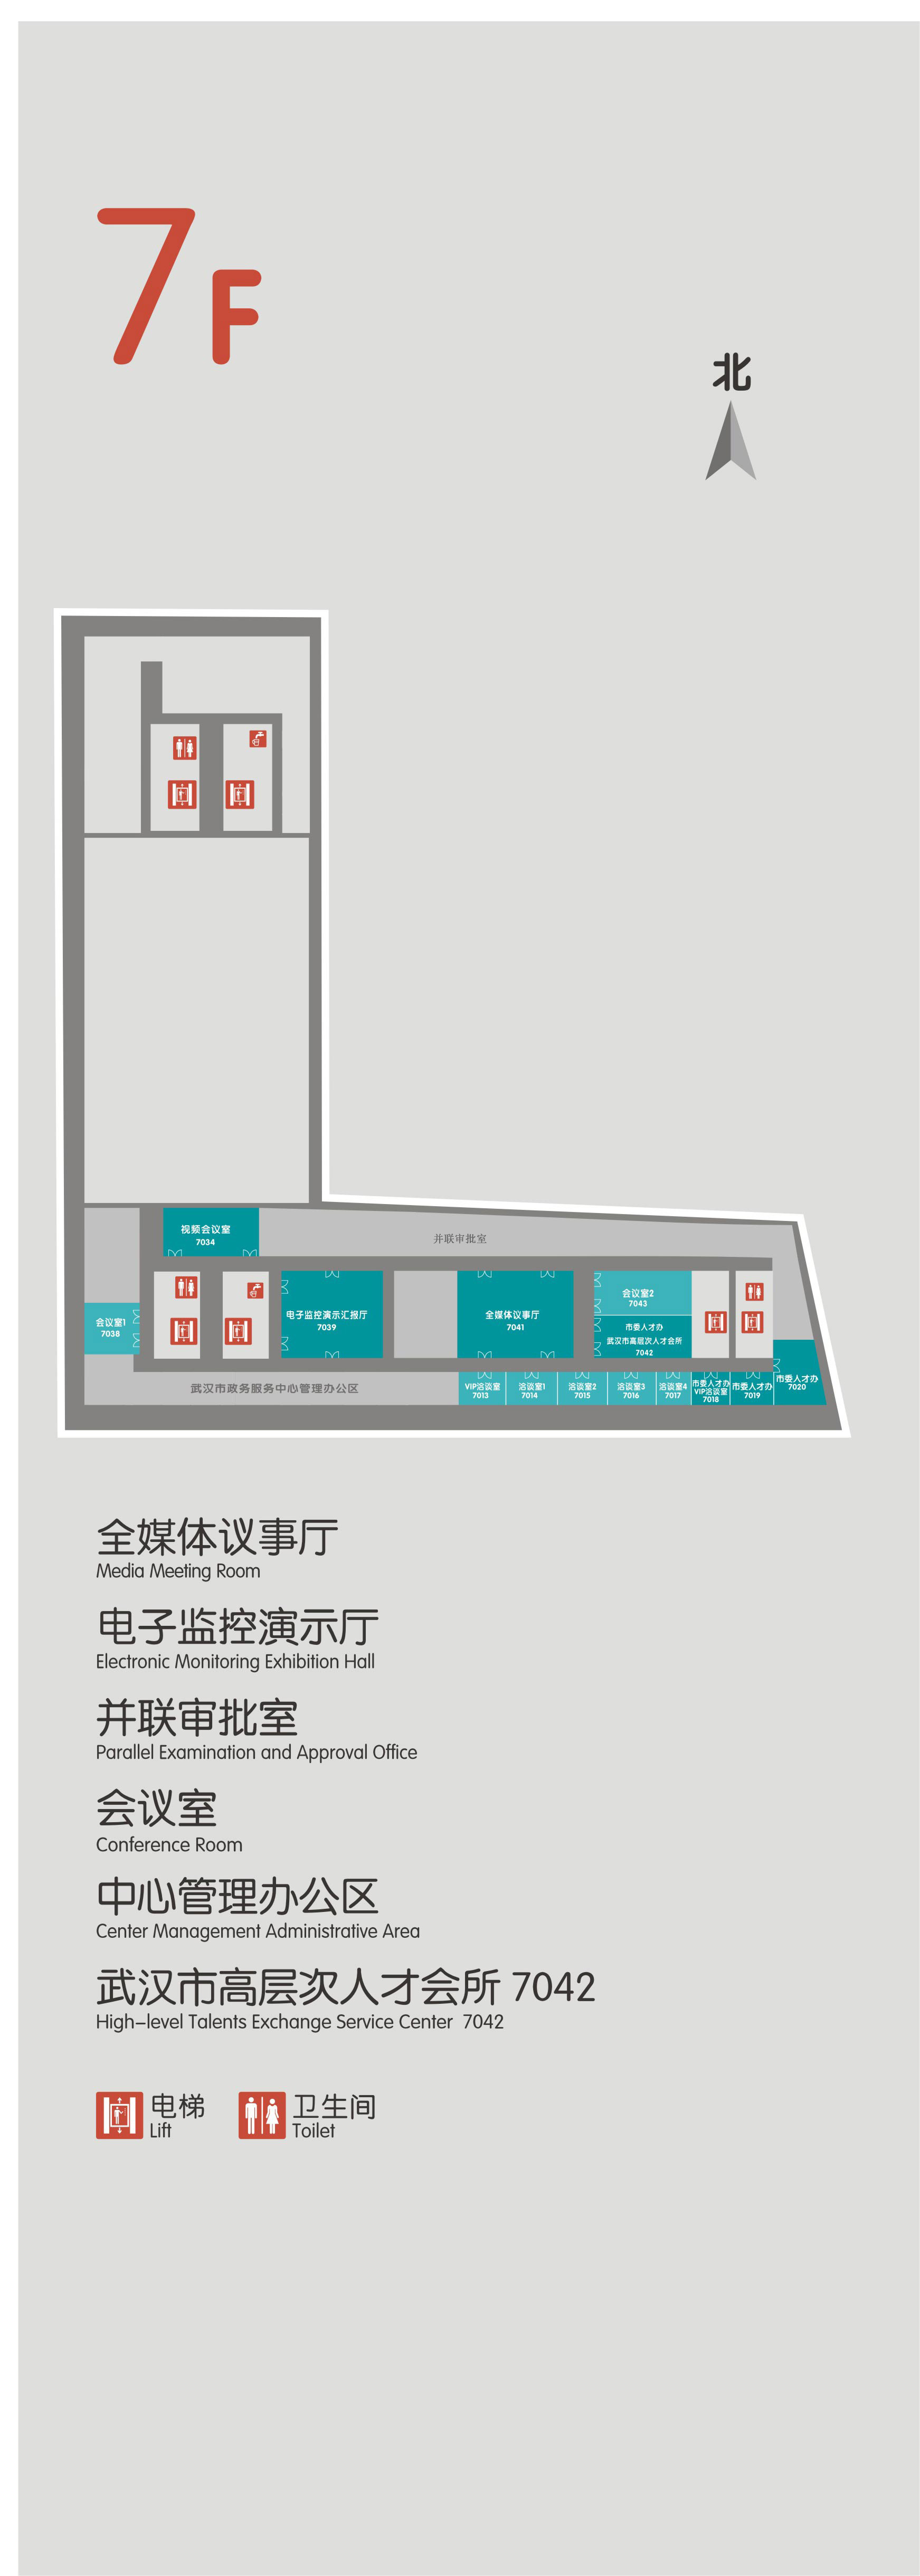 7F
北
视频会议室
7034
并联审批室
会议室1
7038
电子监控演示汇报厅
7039
全媒体议事厅
7041
会议室2
7043
市委人才办
武汉市高层次人才会所
7042
武汉市政务服务中心管理办公区
VIP洽谈室
7013
洽谈室1
7014
洽谈室2
7015
洽谈室3
7016
洽谈室4
7017
市委人才办
VIP洽谈室
7018
市委人才办
7019
市委人才办
7020
全媒体议事厅
Media Meeting Room
电子监控演示厅
Electronic Monitoring Exhibition Hall
并联审批室
Parallel Examination and Approval Office
会议室
Conference Room
中心管理办公区
Center Management Administrative Area
武汉市高层次人才会所 7042
High-level Talents Exchange Service Center 7042
电梯
Lift
卫生间
Toilet